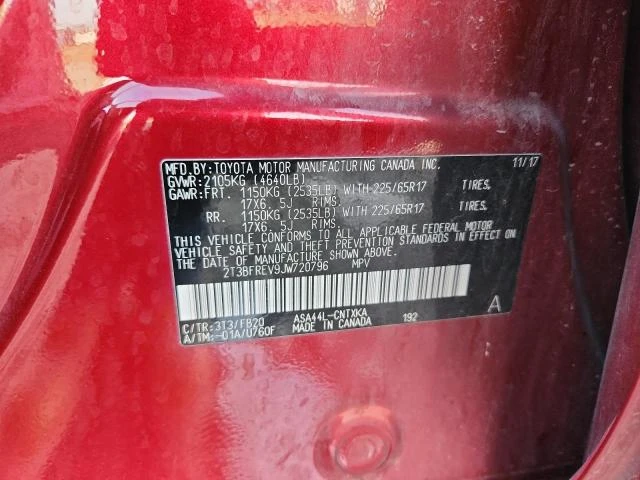 MFD.BY:TOYOTA MOTOR MANUFACTURING CANADA INC. 11/17
GVWR:2105KG (4640LB)
GAWR:FRT. 1150KG (2535LB) WITH 225/65R17 TIRES,
17X6.5J RIMS.
RR. 1150KG (2535LB) WITH 225/65R17 TIRES,
17X6.5J RIMS.
THIS VEHICLE CONFORMS TO ALL APPLICABLE FEDERAL MOTOR
VEHICLE SAFETY AND THEFT PREVENTION STANDARDS IN EFFECT ON
THE DATE OF MANUFACTURE SHOWN ABOVE.
2T3BFREV9JW720796 MPV
A
C/TR:3T3/FB20 ASA44L-CNTXKA 192
A/TM:-01A/U760F MADE IN CANADA